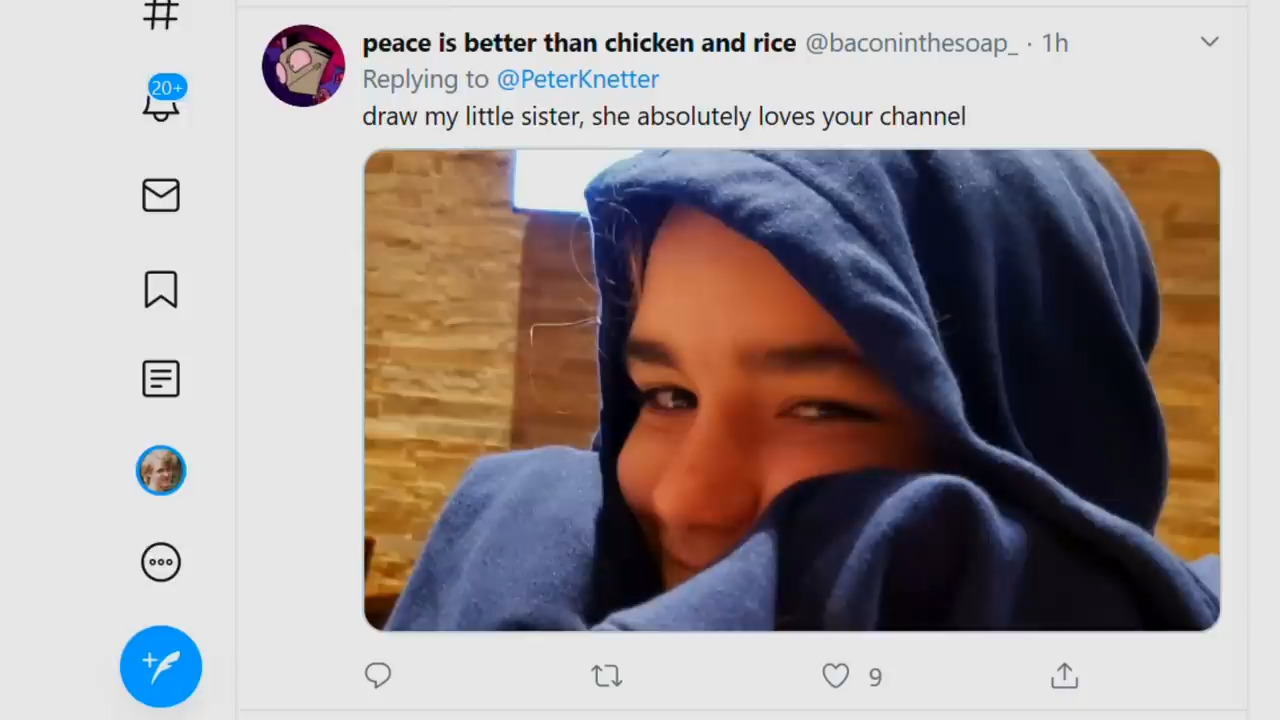 20+
peace is better than chicken and rice @baconinthesoap_ · 1h
Replying to @PeterKnetter
draw my little sister, she absolutely loves your channel
9